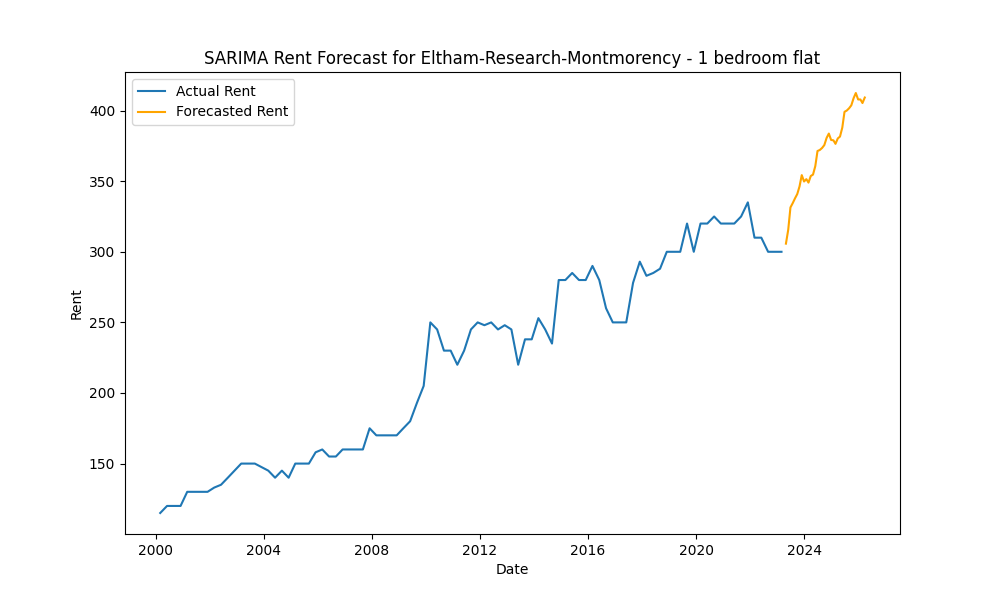 SARIMA Rent Forecast for Eltham-Research-Montmorency - 1 bedroom flat
Actual Rent
Forecasted Rent
400
350
300
250
200
150
Rent
2000 2004 2008 2012 2016 2020 2024
Date